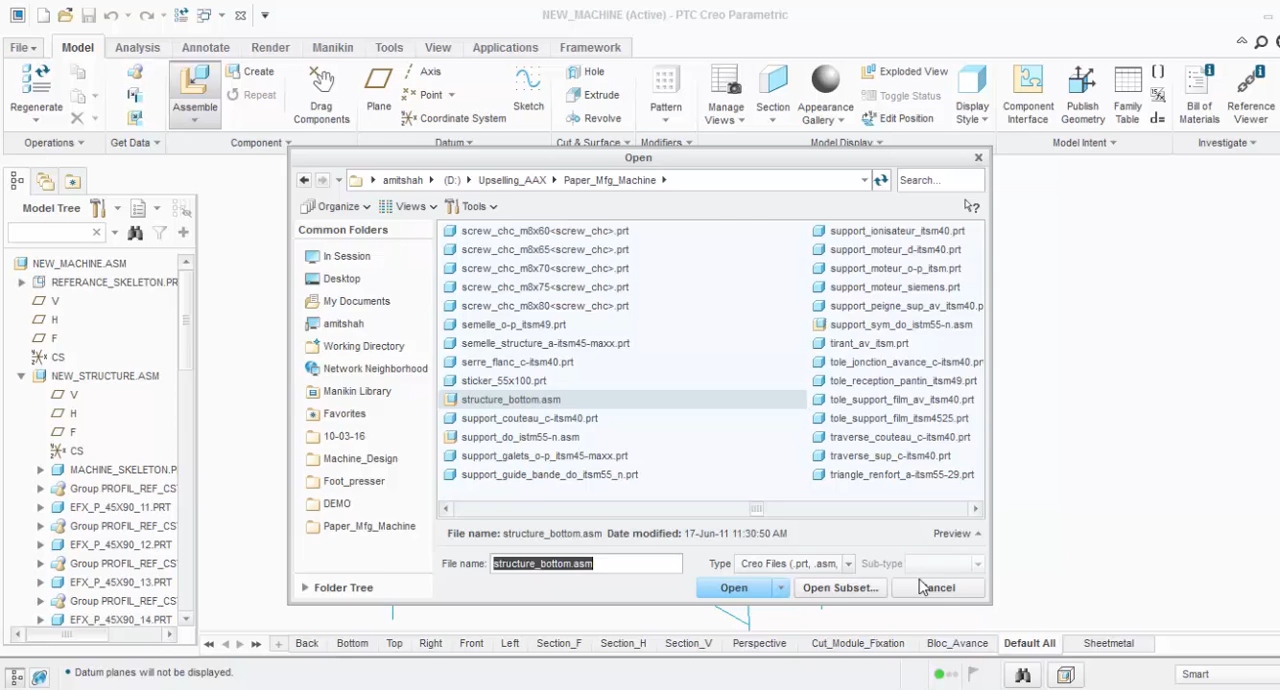 NEW_MACHINE (Active) - PTC Creo Parametric
File Model Analysis Annotate Render Manikin Tools View Applications Framework
Regenerate
Assemble
Create
Repeat
Drag
Components
Plane
Axis
Point
Coordinate System
Sketch
Hole
Extrude
Revolve
Pattern
Manage
Views
Section
Appearance
Gallery
Exploded View
Toggle Status
Edit Position
Display
Style
Component
Interface
Publish
Geometry
Family
Table
d=
Bill of
Materials
Reference
Viewer
Operations Get Data Component Datum Cut & Surface Modifiers Model Display Model Intent Investigate
Open
amitshah (D:) Upselling_AAX Paper_Mfg_Machine
Search...
Organize Views Tools
Model Tree
NEW_MACHINE.ASM
REFERANCE_SKELETON.PR
V
H
F
CS
NEW_STRUCTURE.ASM
V
H
F
CS
MACHINE_SKELETON.P
Group PROFIL_REF_CS
EFX_P_45X90_11.PRT
Group PROFIL_REF_CS
EFX_P_45X90_12.PRT
Group PROFIL_REF_CS
EFX_P_45X90_13.PRT
Group PROFIL_REF_CS
EFX_P_45X90_14.PRT
Common Folders
In Session
Desktop
My Documents
amitshah
Working Directory
Network Neighborhood
Manikin Library
Favorites
10-03-16
Machine_Design
Foot_presser
DEMO
Paper_Mfg_Machine
Folder Tree
screw_chc_m8x60<screw_chc>.prt
screw_chc_m8x65<screw_chc>.prt
screw_chc_m8x70<screw_chc>.prt
screw_chc_m8x75<screw_chc>.prt
screw_chc_m8x80<screw_chc>.prt
semelle_o-p_itsm49.prt
semelle_structure_a-itsm45-maxx.prt
serre_flanc_c-itsm40.prt
sticker_55x100.prt
structure_bottom.asm
support_couteau_c-itsm40.prt
support_do_istm55-n.asm
support_galets_o-p_itsm45-maxx.prt
support_guide_bande_do_itsm55_n.prt
support_ionisateur_itsm40.prt
support_moteur_d-itsm40.prt
support_moteur_o-p_itsm.prt
support_moteur_siemens.prt
support_peigne_sup_av_itsm40.p
support_sym_do_istm55-n.asm
tirant_av_itsm.prt
tole_jonction_avance_c-itsm40.pr
tole_reception_pantin_itsm49.prt
tole_support_film_av_itsm40.prt
tole_support_film_itsm4525.prt
traverse_couteau_c-itsm40.prt
traverse_sup_c-itsm40.prt
triangle_renfort_a-itsm55-29.prt
File name: structure_bottom.asm Date modified: 17-Jun-11 11:30:50 AM
Preview
File name: structure_bottom.asm
Type Creo Files (.prt, .asm,
Sub-type
Open Open Subset... Cancel
Back Bottom Top Right Front Left Section_F Section_H Section_V Perspective Cut_Module_Fixation Bloc_Avance Default All Sheetmetal
• Datum planes will not be displayed.
Smart